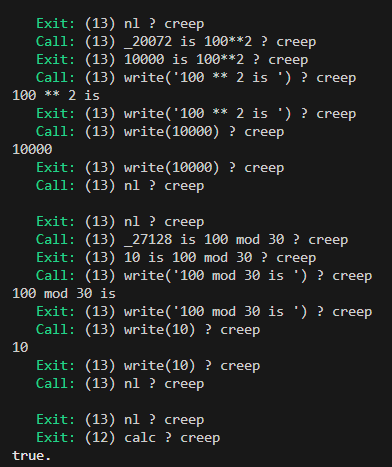 Exit: (13) nl ? creep
Call: (13) _20072 is 100**2 ? creep
Exit: (13) 10000 is 100**2 ? creep
Call: (13) write('100 ** 2 is ') ? creep
100 ** 2 is
Exit: (13) write('100 ** 2 is ') ? creep
Call: (13) write(10000) ? creep
10000
Exit: (13) write(10000) ? creep
Call: (13) nl ? creep
Exit: (13) nl ? creep
Call: (13) _27128 is 100 mod 30 ? creep
Exit: (13) 10 is 100 mod 30 ? creep
Call: (13) write('100 mod 30 is ') ? creep
100 mod 30 is
Exit: (13) write('100 mod 30 is ') ? creep
Call: (13) write(10) ? creep
10
Exit: (13) write(10) ? creep
Call: (13) nl ? creep
Exit: (13) nl ? creep
Exit: (12) calc ? creep
true.